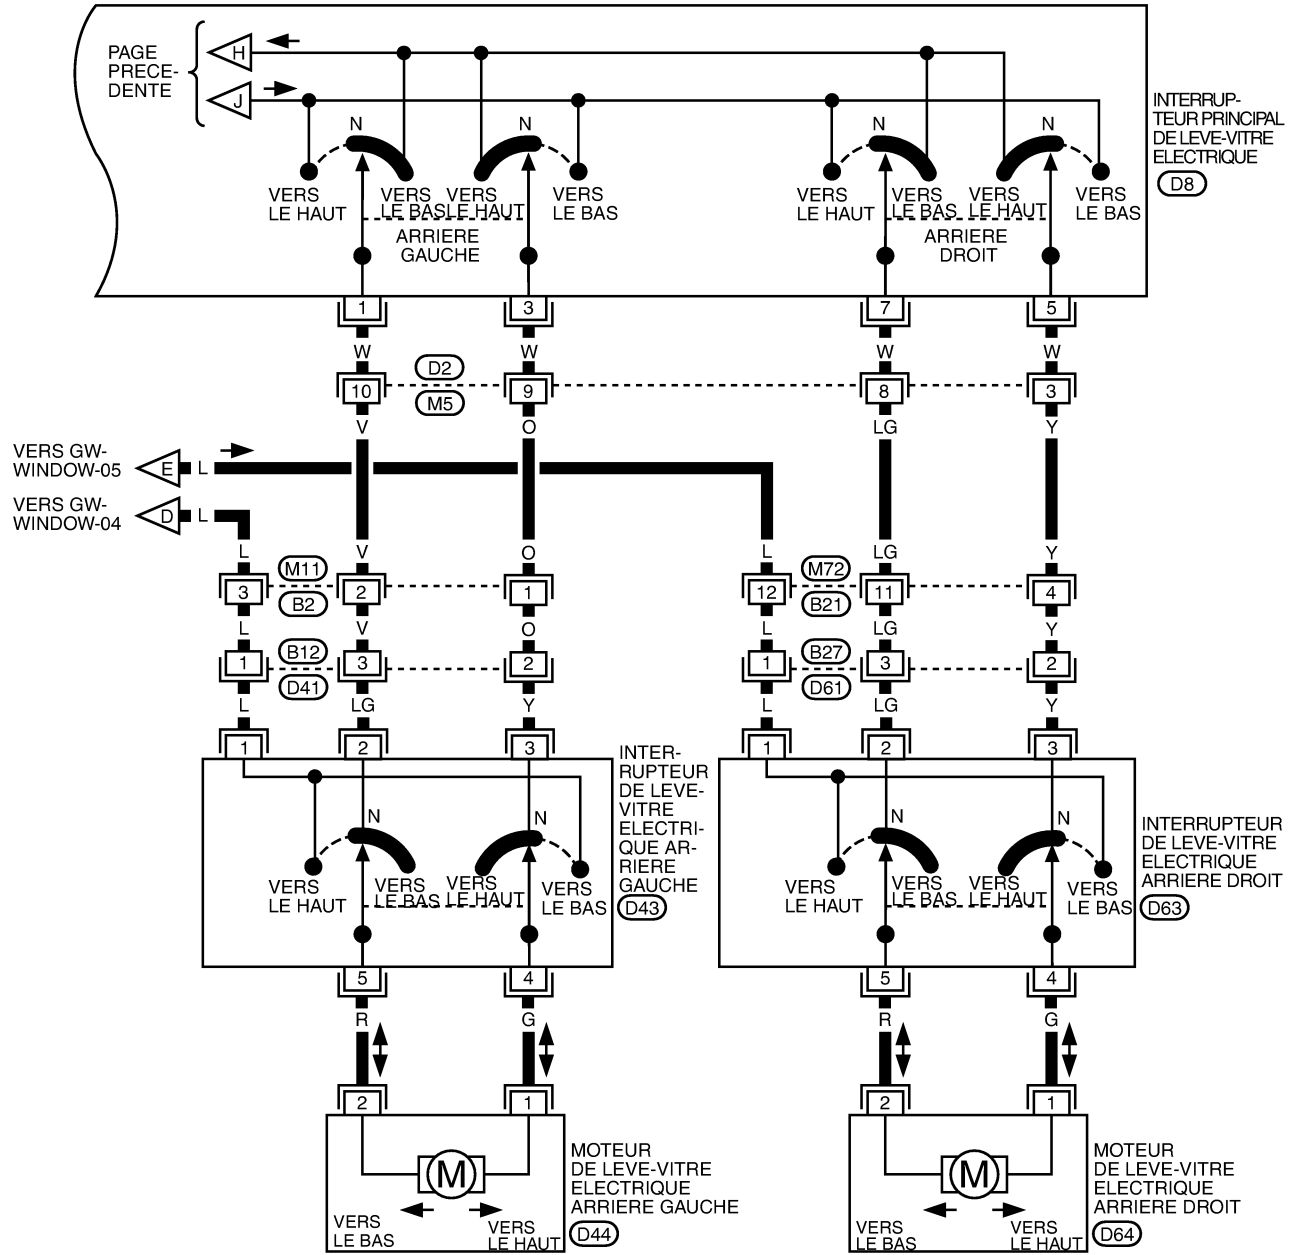 PAGE
PRECE-
DENTE
H
J
N
N
N
N
VERS
LE HAUT
VERS
LE BAS
VERS
LE HAUT
VERS
LE BAS
VERS
LE HAUT
VERS
LE BAS
VERS
LE HAUT
VERS
LE BAS
ARRIERE
GAUCHE
ARRIERE
DROIT
INTERRUP-
TEUR PRINCIPAL
DE LEVE-VITRE
ELECTRIQUE
D8
1
3
7
5
W
W
W
W
D2
10
9
8
3
M5
V
O
LG
Y
VERS GW-
WINDOW-05
E
L
VERS GW-
WINDOW-04
D
L
L
V
O
L
LG
Y
M11
M72
3
2
1
12
11
4
B2
B21
L
V
O
L
LG
Y
B12
B27
1
3
2
1
3
2
D41
D61
L
LG
Y
L
LG
Y
1
2
3
1
2
3
INTER-
RUPTEUR
DE LEVE-
VITRE
ELECTRI-
QUE AR-
RIERE
GAUCHE
D43
N
N
VERS
LE HAUT
VERS
LE BAS
VERS
LE HAUT
VERS
LE BAS
N
N
VERS
LE HAUT
VERS
LE BAS
VERS
LE HAUT
VERS
LE BAS
INTERRUPTEUR
DE LEVE-VITRE
ELECTRIQUE
ARRIERE DROIT
D63
5
4
5
4
R
G
R
G
2
1
2
1
M
VERS
LE BAS
VERS
LE HAUT
MOTEUR
DE LEVE-VITRE
ELECTRIQUE
ARRIERE GAUCHE
D44
M
VERS
LE BAS
VERS
LE HAUT
MOTEUR
DE LEVE-VITRE
ELECTRIQUE
ARRIERE DROIT
D64